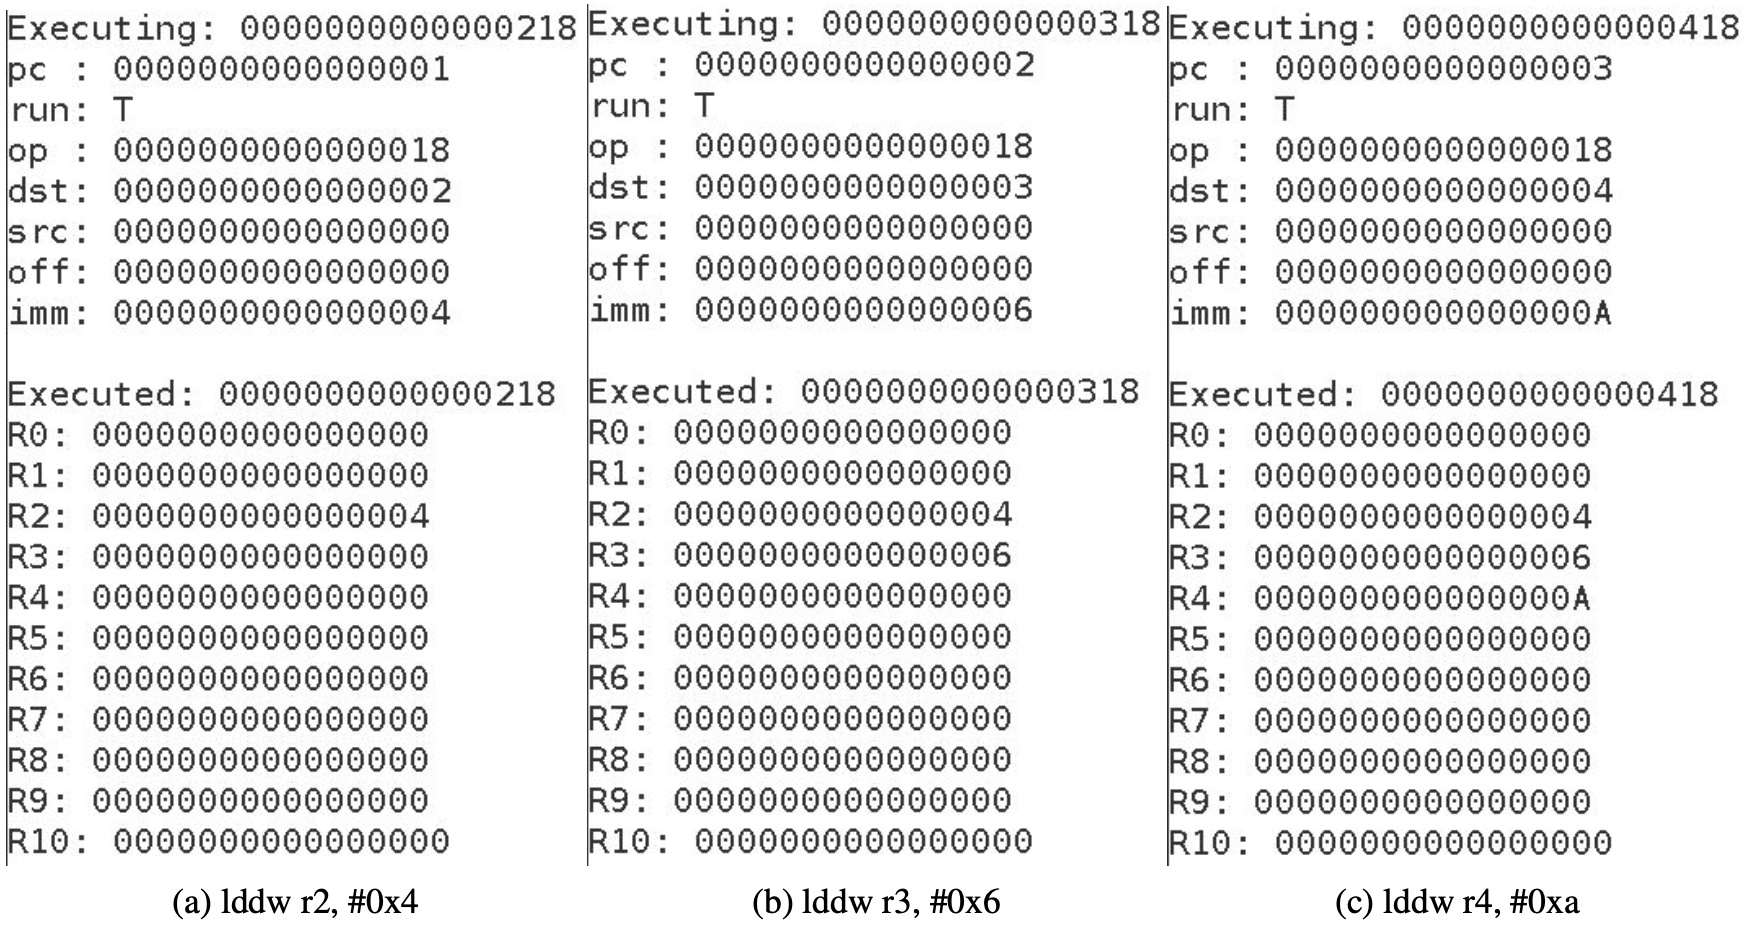 Executing: 0000000000000218
pc : 0000000000000001
run: T
op : 0000000000000018
dst: 0000000000000002
src: 0000000000000000
off: 0000000000000000
imm: 0000000000000004
Executed: 0000000000000218
R0: 0000000000000000
R1: 0000000000000000
R2: 0000000000000004
R3: 0000000000000000
R4: 0000000000000000
R5: 0000000000000000
R6: 0000000000000000
R7: 0000000000000000
R8: 0000000000000000
R9: 0000000000000000
R10: 0000000000000000
(a) lddw r2, #0x4
Executing: 0000000000000318
pc : 0000000000000002
run: T
op : 0000000000000018
dst: 0000000000000003
src: 0000000000000000
off: 0000000000000000
imm: 0000000000000006
Executed: 0000000000000318
R0: 0000000000000000
R1: 0000000000000000
R2: 0000000000000004
R3: 0000000000000006
R4: 0000000000000000
R5: 0000000000000000
R6: 0000000000000000
R7: 0000000000000000
R8: 0000000000000000
R9: 0000000000000000
R10: 0000000000000000
(b) lddw r3, #0x6
Executing: 0000000000000418
pc : 0000000000000003
run: T
op : 0000000000000018
dst: 0000000000000004
src: 0000000000000000
off: 0000000000000000
imm: 000000000000000A
Executed: 0000000000000418
R0: 0000000000000000
R1: 0000000000000000
R2: 0000000000000004
R3: 0000000000000006
R4: 000000000000000A
R5: 0000000000000000
R6: 0000000000000000
R7: 0000000000000000
R8: 0000000000000000
R9: 0000000000000000
R10: 0000000000000000
(c) lddw r4, #0xa